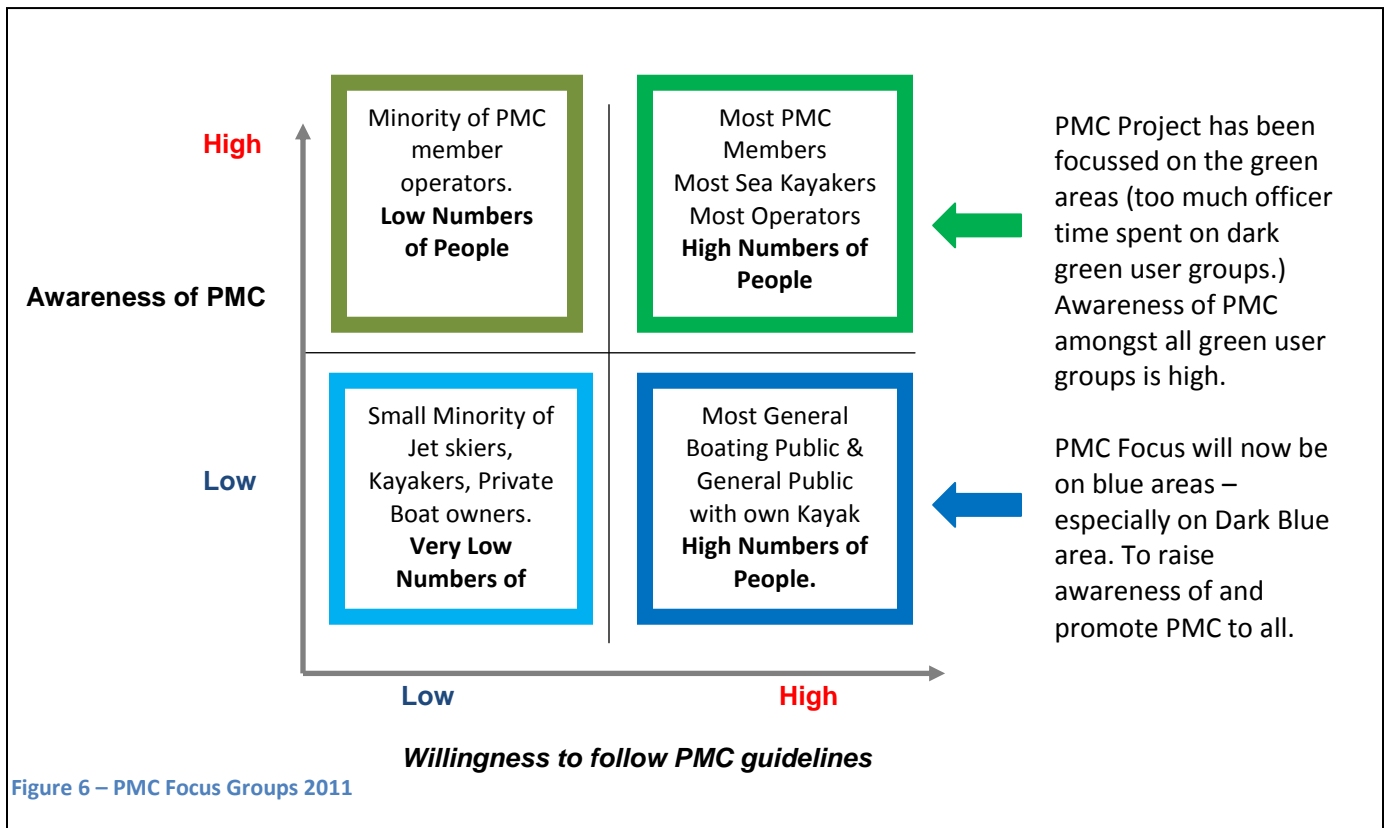 High
Low
Awareness of PMC
Minority of PMC
member
operators.
Low Numbers
of People
Most PMC
Members
Most Sea Kayakers
Most Operators
High Numbers of
People
Small Minority of
Jet skiers,
Kayakers, Private
Boat owners.
Very Low
Numbers of
Most General
Boating Public &
General Public
with own Kayak
High Numbers of
People.
PMC Project has been
focussed on the green
areas (too much officer
time spent on dark
green user groups.)
Awareness of PMC
amongst all green user
groups is high.
PMC Focus will now be
on blue areas –
especially on Dark Blue
area. To raise
awareness of and
promote PMC to all.
Low
High
Willingness to follow PMC guidelines
Figure 6 – PMC Focus Groups 2011